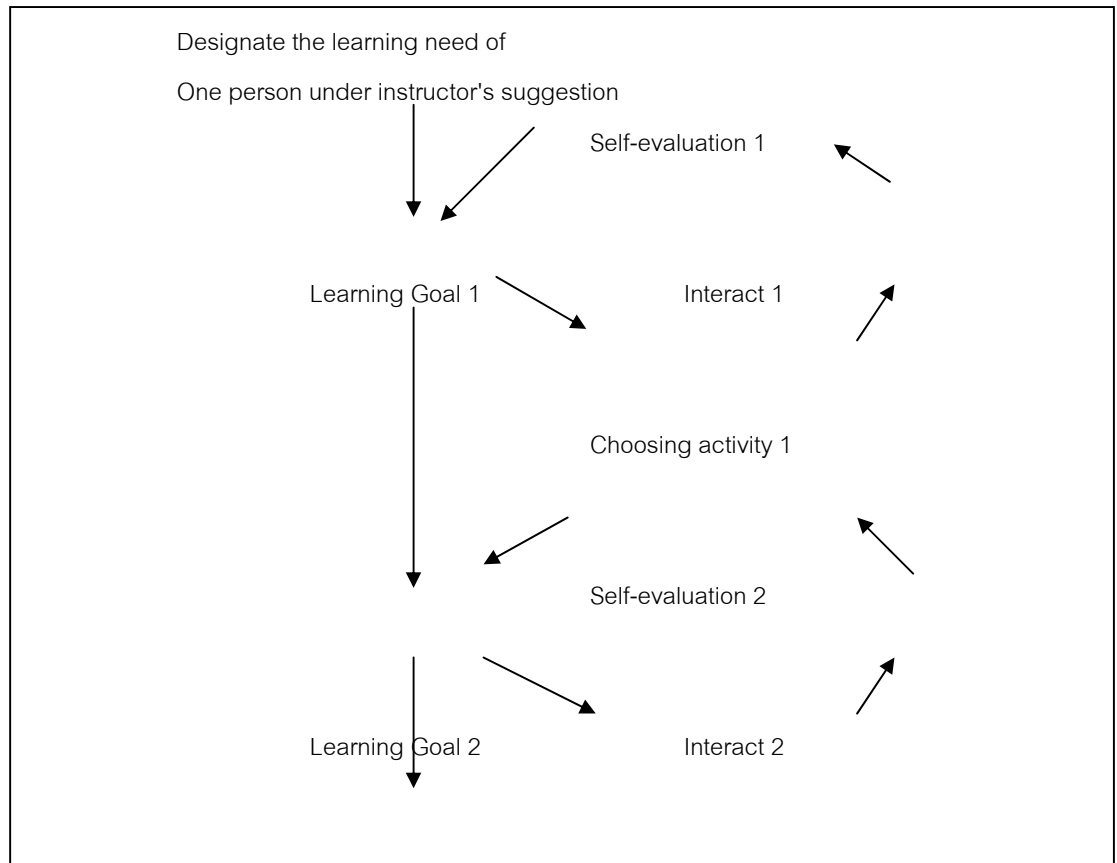 Designate the learning need of
One person under instructor's suggestion
Self-evaluation 1
Learning Goal 1
Interact 1
Choosing activity 1
Self-evaluation 2
Learning Goal 2
Interact 2